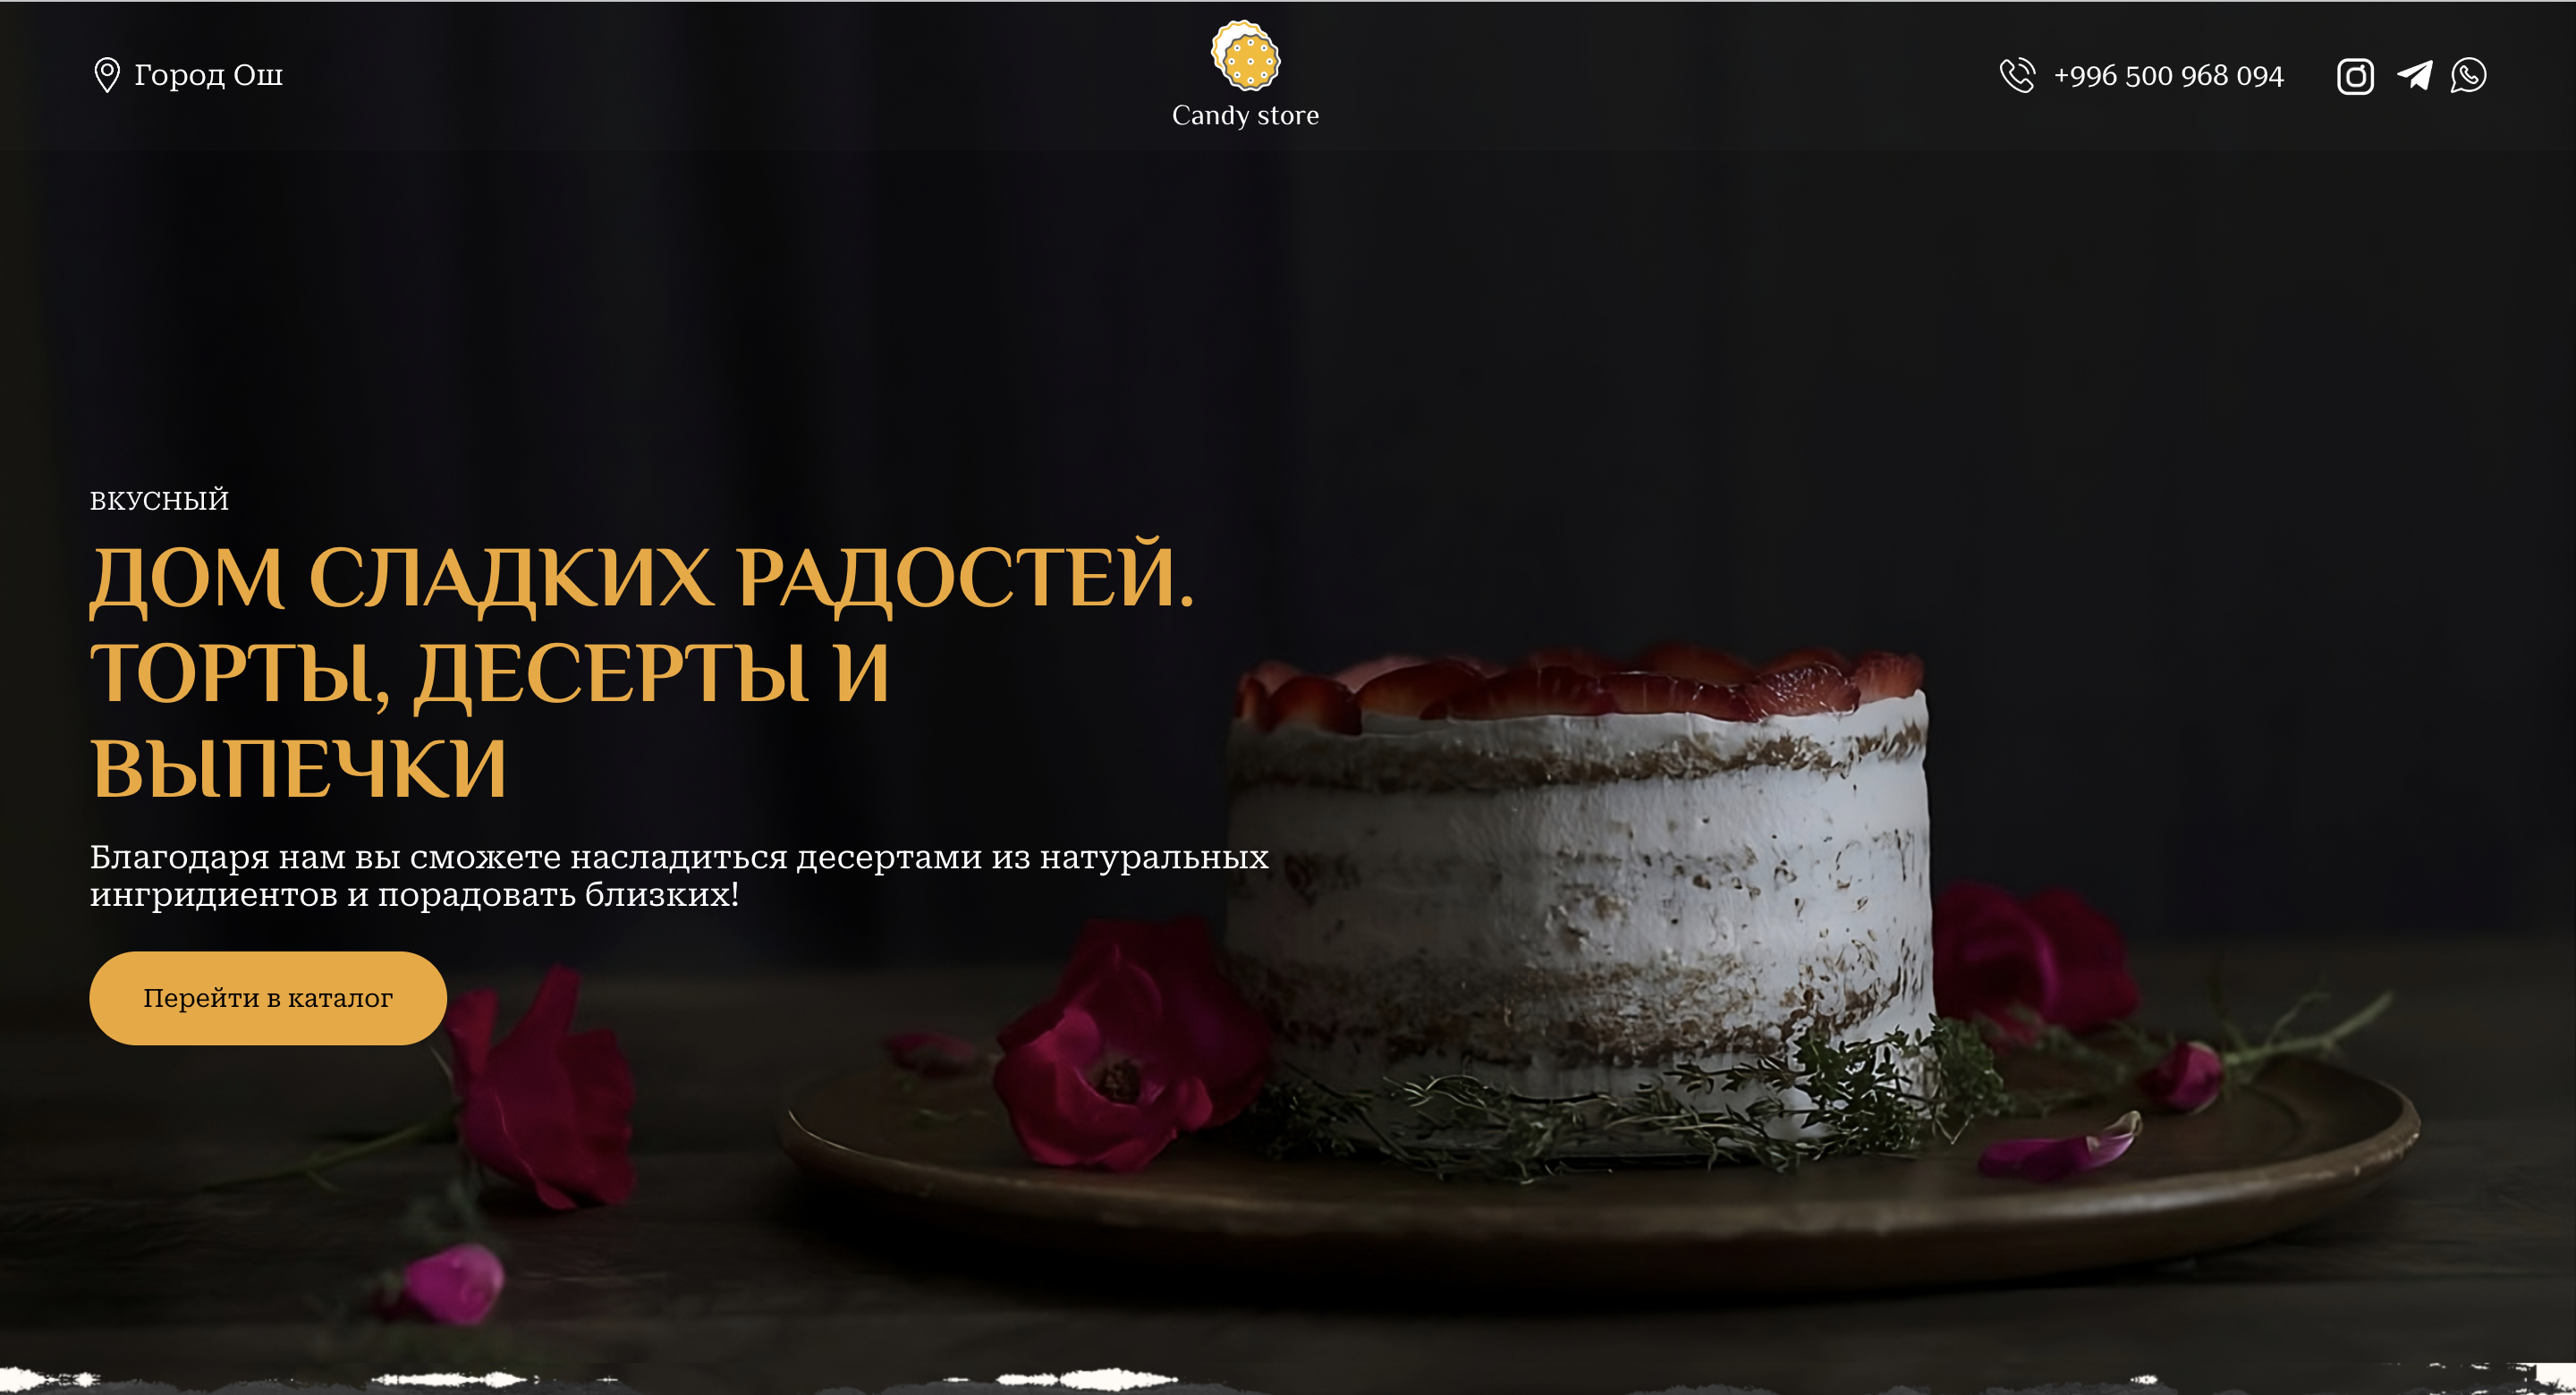 Город Ош
Candy store
+996 500 968 094
ВКУСНЫЙ
ДОМ СЛАДКИХ РАДОСТЕЙ.
ТОРТЫ, ДЕСЕРТЫ И
ВЫПЕЧКИ
Благодаря нам вы сможете насладиться десертами из натуральных
ингридиентов и порадовать близких!
Перейти в каталог